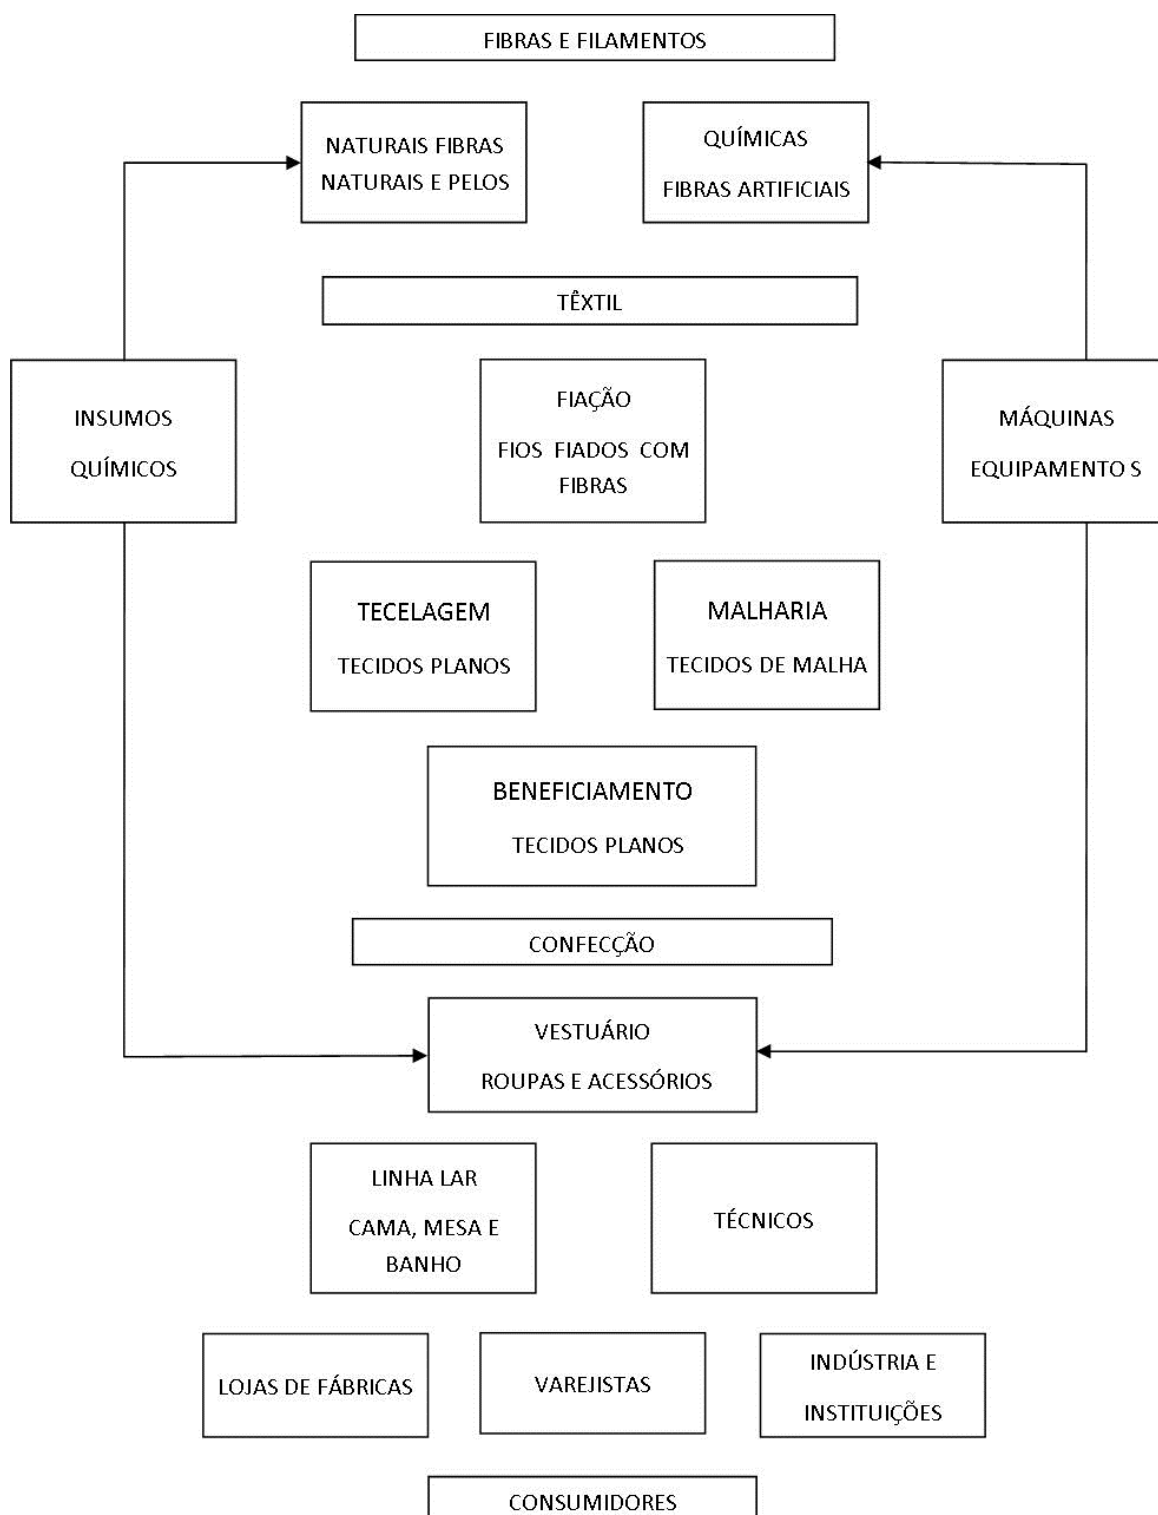 FIBRAS E FILAMENTOS
NATURAIS FIBRAS
NATURAIS E PELOS
QUÍMICAS
FIBRAS ARTIFICIAIS
TÊXTIL
INSUMOS
QUÍMICOS
FIAÇÃO
FIOS FIADOS COM
FIBRAS
MÁQUINAS
EQUIPAMENTO S
TECELAGEM
TECIDOS PLANOS
MALHARIA
TECIDOS DE MALHA
BENEFICIAMENTO
TECIDOS PLANOS
CONFECÇÃO
VESTUÁRIO
ROUPAS E ACESSÓRIOS
LINHA LAR
CAMA, MESA E
BANHO
TÉCNICOS
LOJAS DE FÁBRICAS
VAREJISTAS
INDÚSTRIA E
INSTITUIÇÕES
CONSUMIDORES